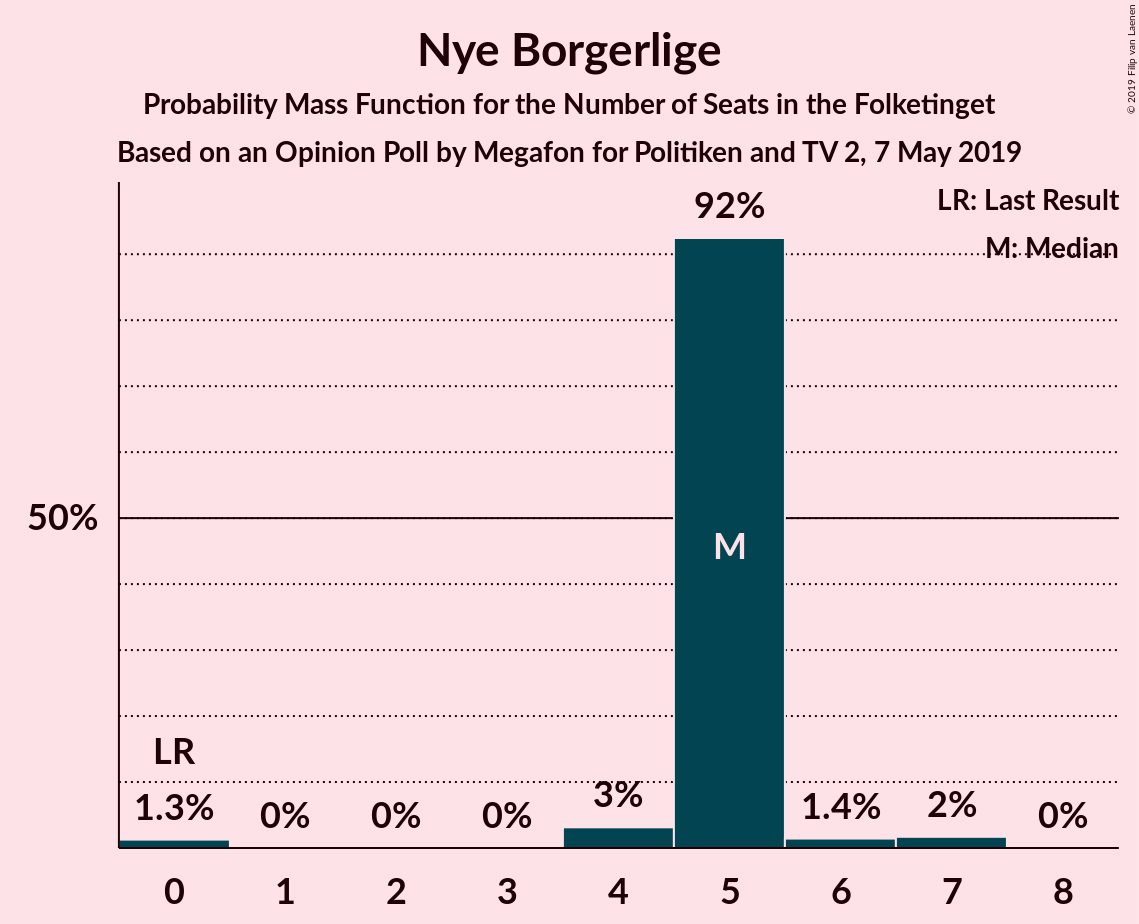 Nye Borgerlige
Probability Mass Function for the Number of Seats in the Folketinget
Based on an Opinion Poll by Megafon for Politiken and TV 2, 7 May 2019
© 2019 Filip van Laenen
LR: Last Result
M: Median
92%
50%
M
LR
1.3%
0%
0%
0%
3%
1.4%
2%
0%
0 1 2 3 4 5 6 7 8